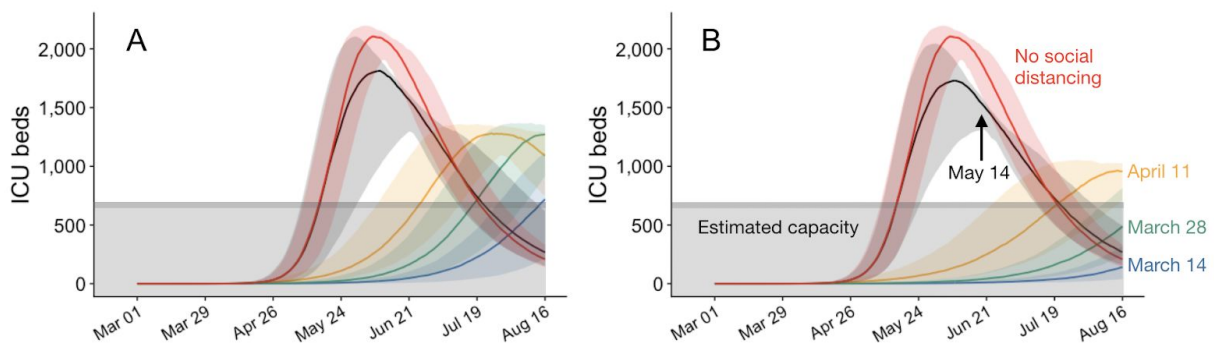 A
ICU beds
2,000
1,500
1,000
500
0
Mar 01
Mar 29
Apr 26
May 24
Jun 21
Jul 19
Aug 16
B
ICU beds
2,000
1,500
1,000
500
0
No social
distancing
May 14
April 11
Estimated capacity
March 28
March 14
Mar 01
Mar 29
Apr 26
May 24
Jun 21
Jul 19
Aug 16